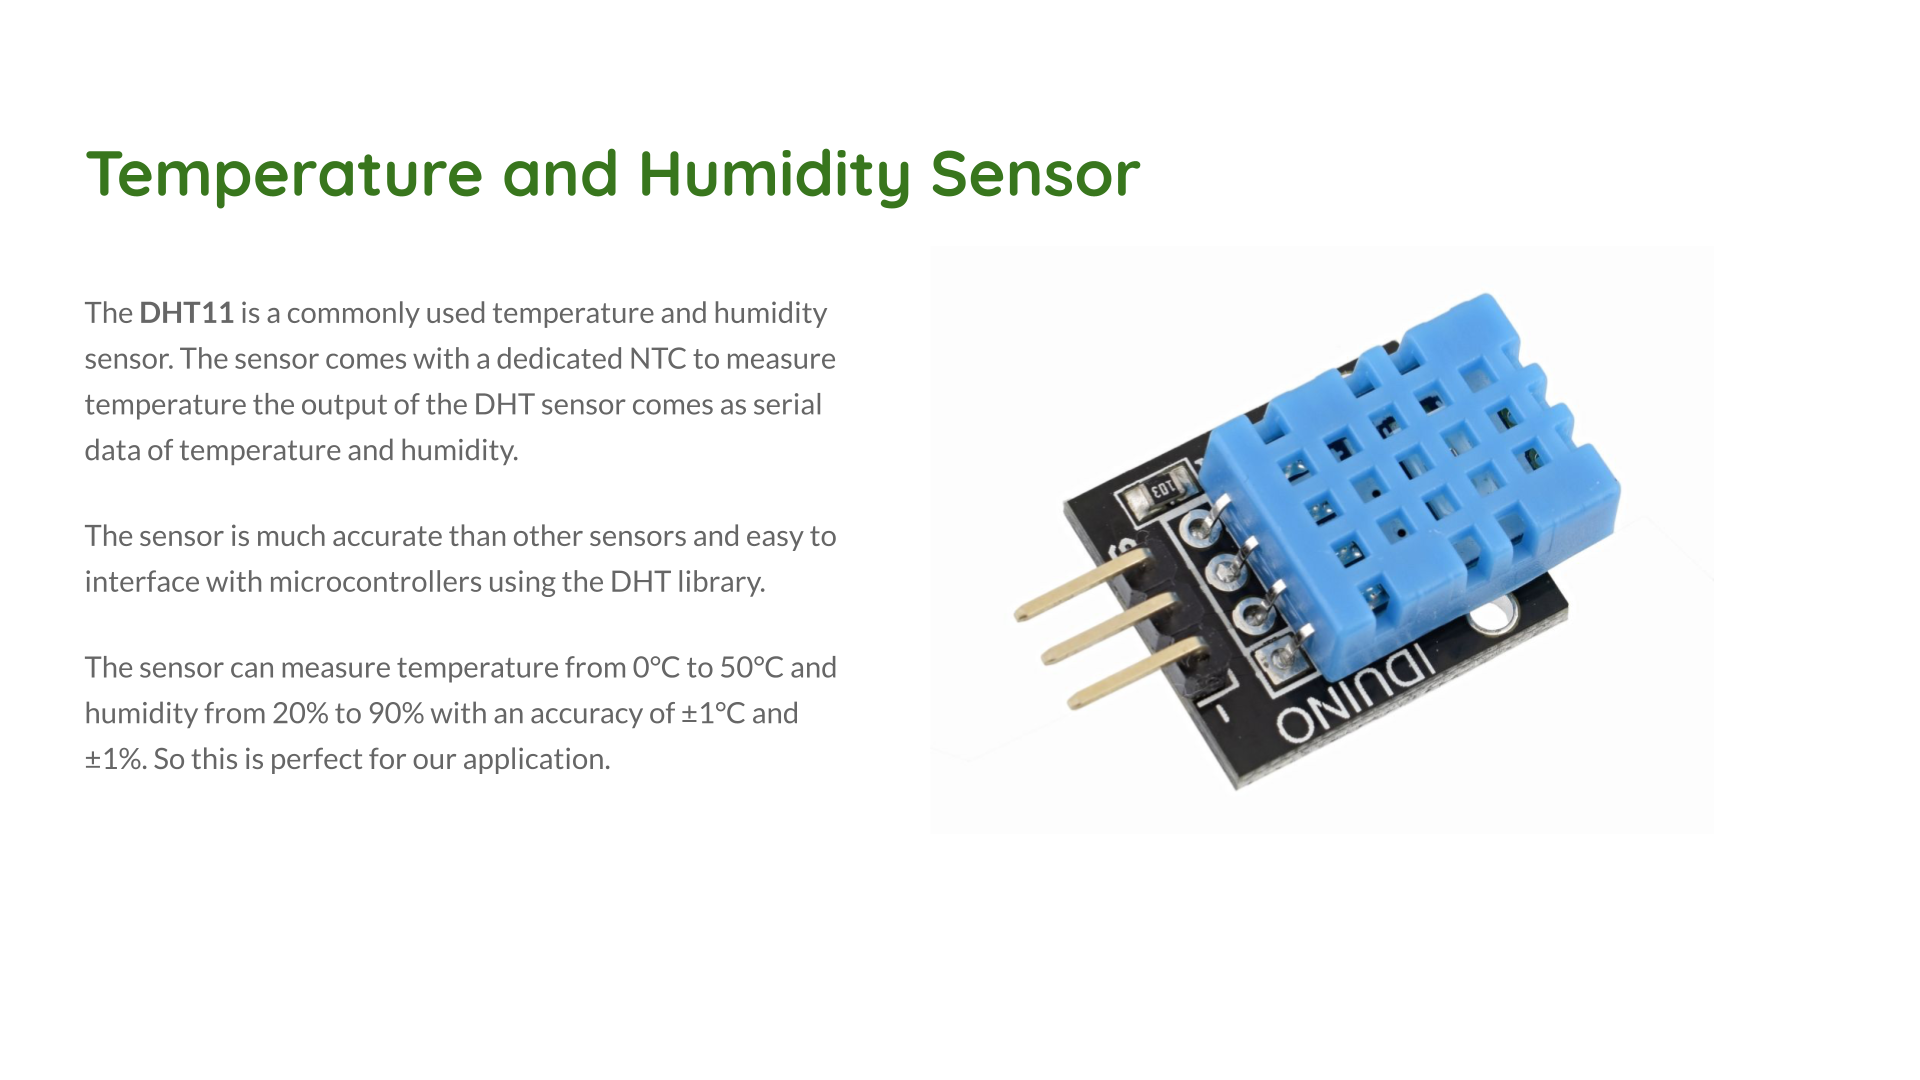 Temperature and Humidity Sensor
The DHT11 is a commonly used temperature and humidity
sensor. The sensor comes with a dedicated NTC to measure
temperature the output of the DHT sensor comes as serial
data of temperature and humidity.
The sensor is much accurate than other sensors and easy to
interface with microcontrollers using the DHT library.
The sensor can measure temperature from 0°C to 50°C and
humidity from 20% to 90% with an accuracy of ±1°C and
±1%. So this is perfect for our application.
103
S
-
IDUINO